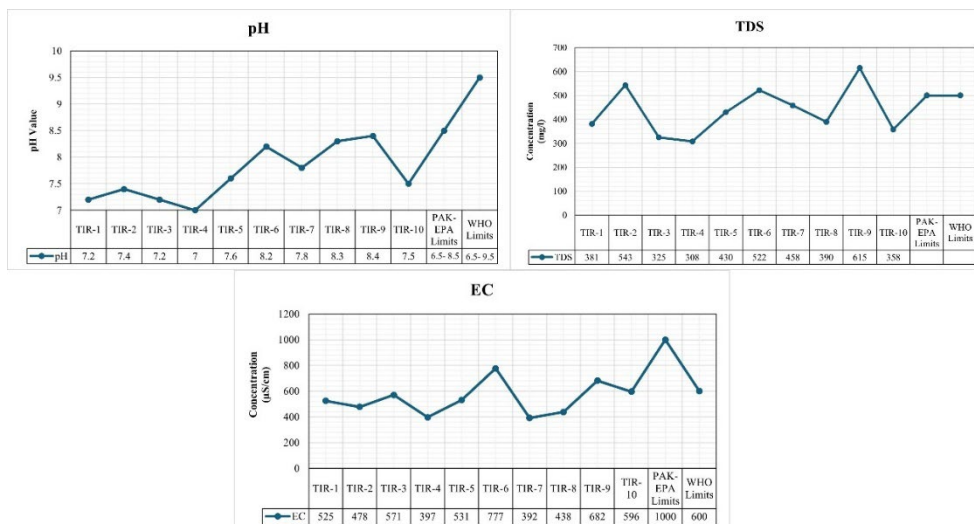 pH
10
9.5
9
8.5
8
7.5
7
pH Value
TIR-1 TIR-2 TIR-3 TIR-4 TIR-5 TIR-6 TIR-7 TIR-8 TIR-9 TIR-10 PAK-EPA Limits WHO Limits
pH 7.2 7.4 7.2 7 7.6 8.2 7.8 8.3 8.4 7.5 6.5- 8.5 6.5- 9.5
TDS
700
600
500
400
300
200
100
0
Concentration
(mg/l)
TIR-1 TIR-2 TIR-3 TIR-4 TIR-5 TIR-6 TIR-7 TIR-8 TIR-9 TIR-10 PAK-EPA Limits WHO Limits
TDS 381 543 325 308 430 522 458 390 615 358
EC
1200
1000
800
600
400
200
0
Concentration
(µS/cm)
TIR-1 TIR-2 TIR-3 TIR-4 TIR-5 TIR-6 TIR-7 TIR-8 TIR-9 TIR-10 PAK-EPA Limits WHO Limits
EC 525 478 571 397 531 777 392 438 682 596 1000 600